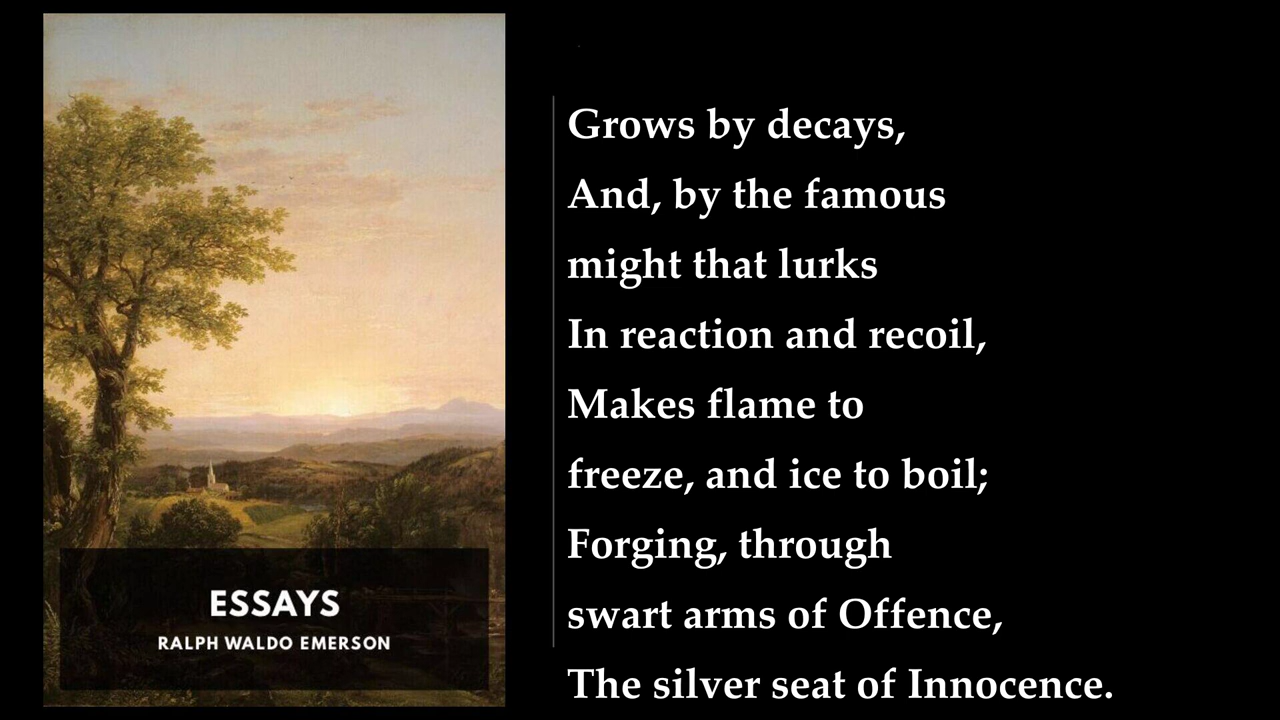 ESSAYS
RALPH WALDO EMERSON
Grows by decays,
And, by the famous
might that lurks
In reaction and recoil,
Makes flame to
freeze, and ice to boil;
Forging, through
swart arms of Offence,
The silver seat of Innocence.